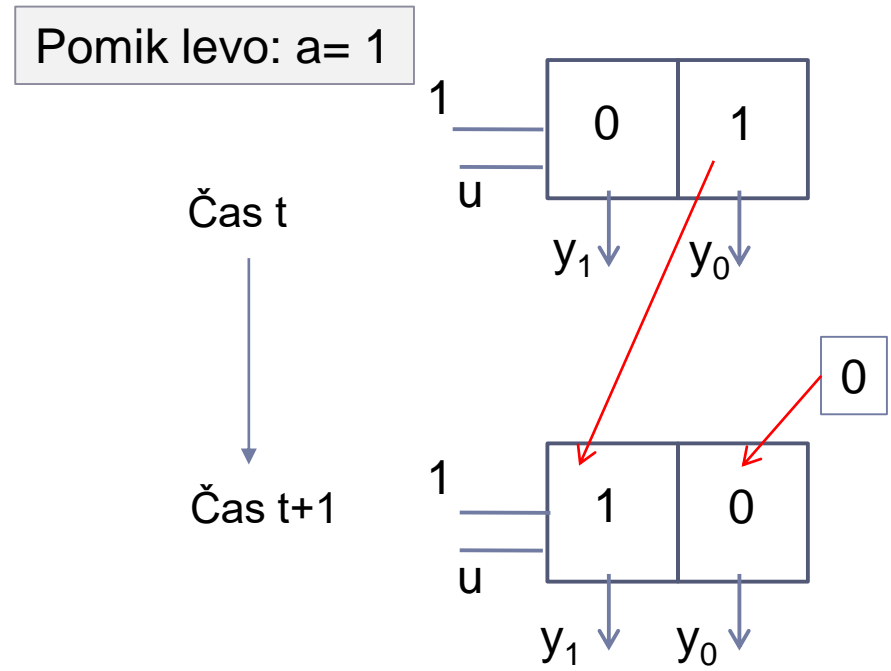 Pomik levo: a= 1
1
0 1
u
Čas t
y₁ y₀
0
1
1 0
Čas t+1
u
y₁ y₀